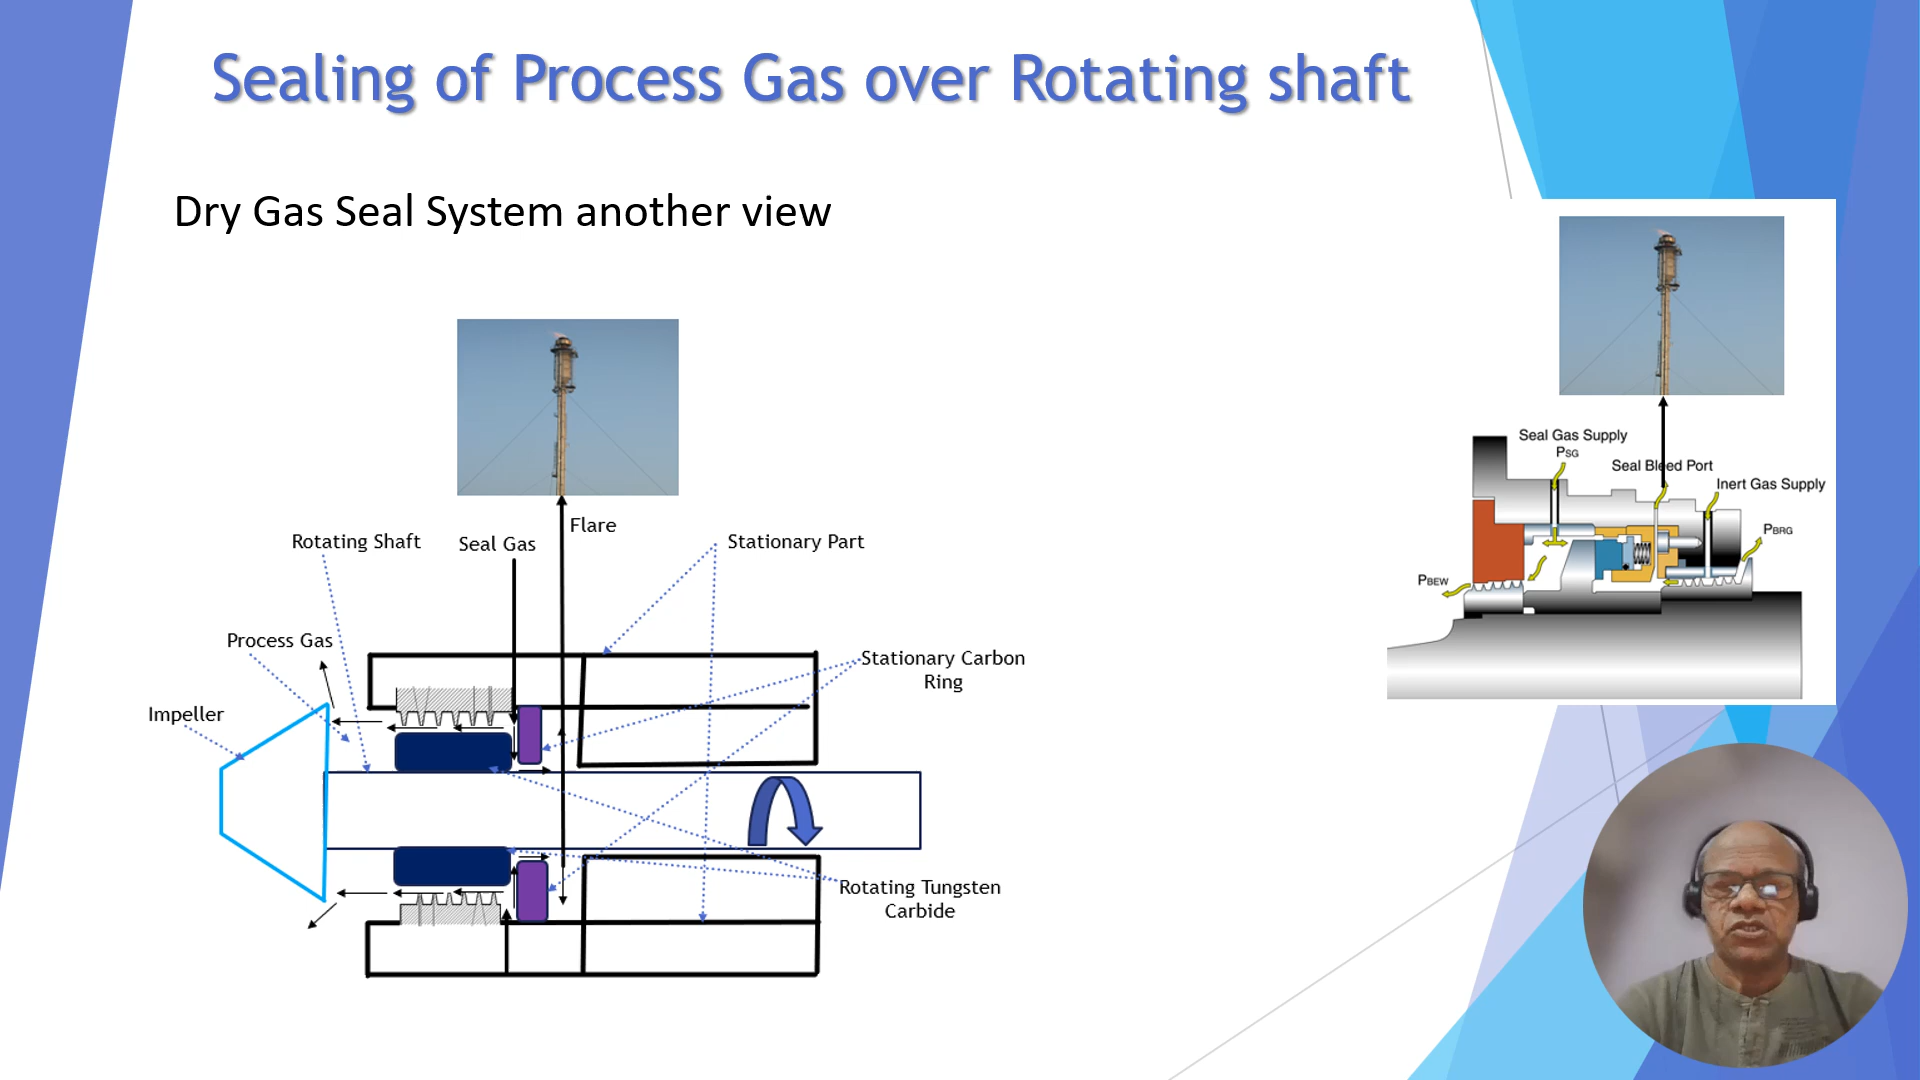 Sealing of Process Gas over Rotating shaft
Dry Gas Seal System another view
Flare
Rotating Shaft
Seal Gas
Stationary Part
Process Gas
Stationary Carbon
Ring
Impeller
Rotating Tungsten
Carbide
Seal Gas Supply
PSG
Seal Bleed Port
Inert Gas Supply
PBRG
PBEW